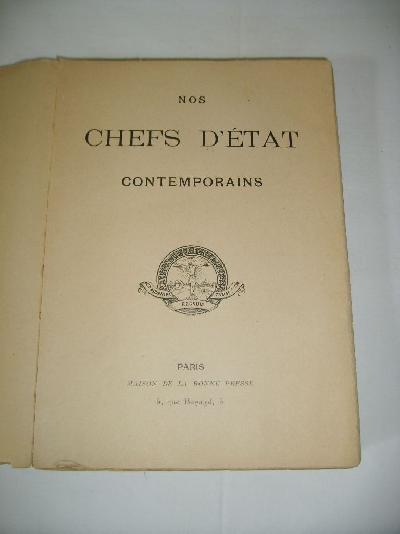 NOS
CHEFS D'ÉTAT
CONTEMPORAINS
PARIS
MAISON DE LA BONNE PRESSE
5, rue Bayard, 5